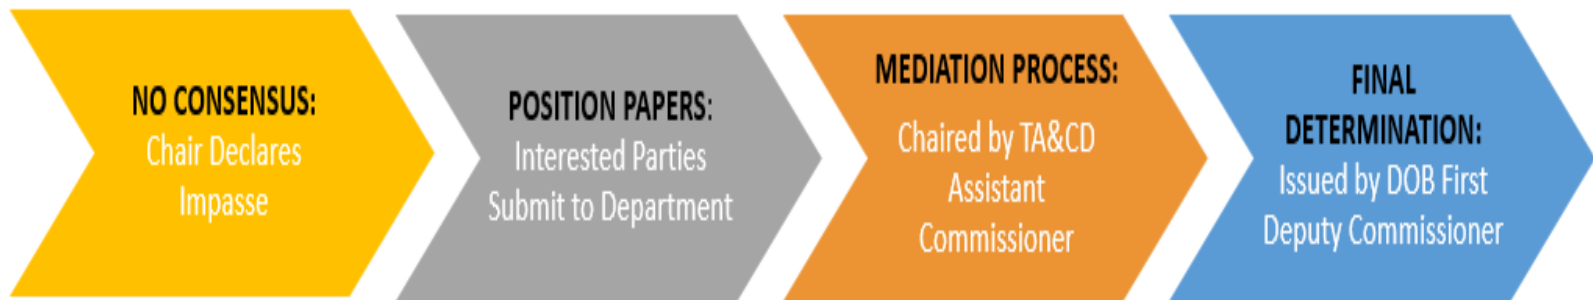 NO CONSENSUS:
Chair Declares
Impasse
POSITION PAPERS:
Interested Parties
Submit to Department
MEDIATION PROCESS:
Chaired by TA&CD
Assistant
Commissioner
FINAL
DETERMINATION:
Issued by DOB First
Deputy Commissioner